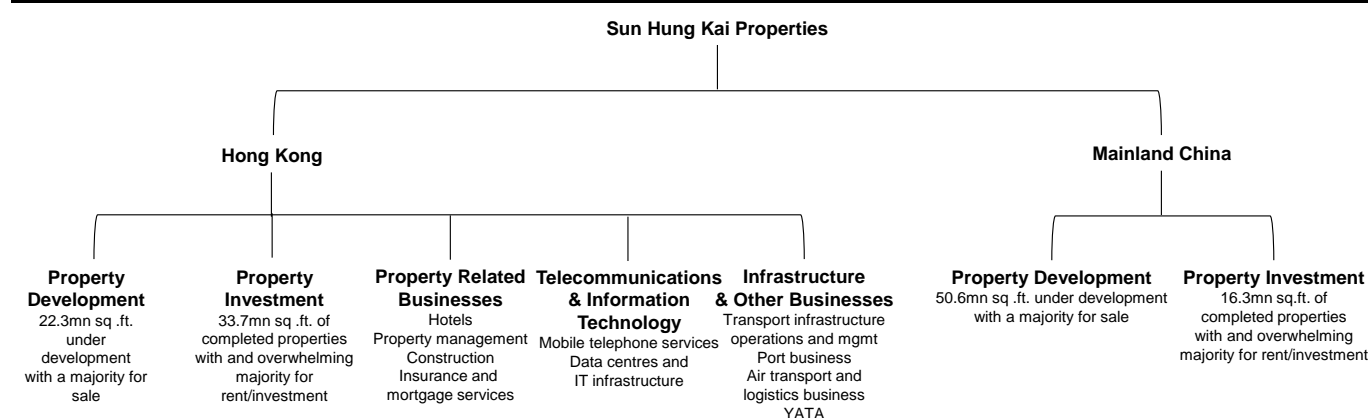 Sun Hung Kai Properties
Hong Kong
Mainland China
Property
Development
22.3mn sq .ft.
under
development
with a majority for
sale
Property
Investment
33.7mn sq .ft. of
completed properties
with and overwhelming
majority for
rent/investment
Property Related
Businesses
Hotels
Property management
Construction
Insurance and
mortgage services
Telecommunications
& Information
Technology
Mobile telephone services
Data centres and
IT infrastructure
Infrastructure
& Other Businesses
Transport infrastructure
operations and mgmt
Port business
Air transport and
logistics business
YATA
Property Development
50.6mn sq .ft. under development
with a majority for sale
Property Investment
16.3mn sq.ft. of
completed properties
with and overwhelming
majority for rent/investment